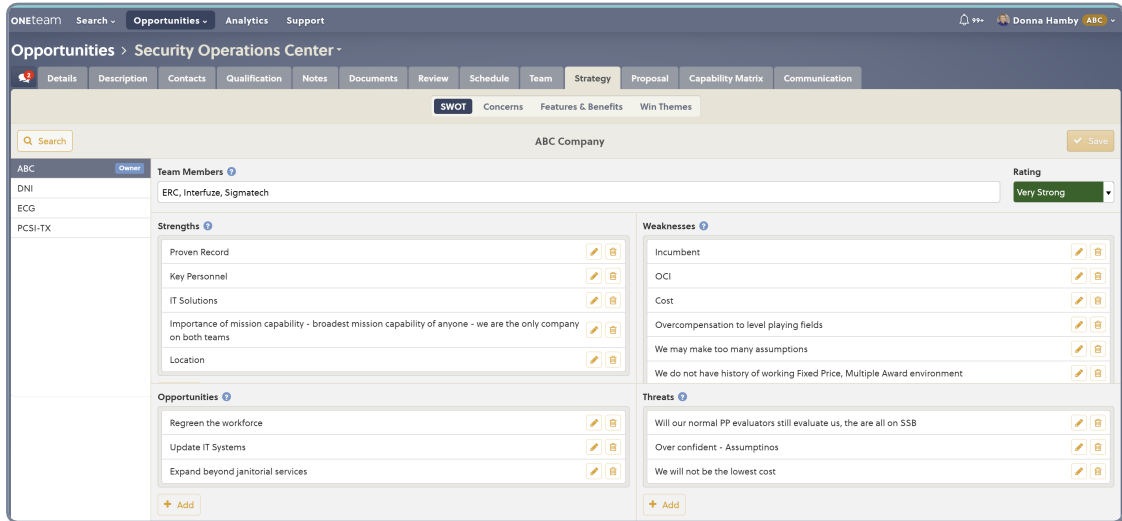 ONEteam Search Opportunities Analytics Support 99+ Donna Hamby ABC
Opportunities > Security Operations Center
3 Details Description Contacts Qualification Notes Documents Review Schedule Team Strategy Proposal Capability Matrix Communication
SWOT Concerns Features & Benefits Win Themes
Search ABC Company Save
ABC Owner
DNI
ECG
PCSI-TX
Team Members ?
ERC, Interfuze, Sigmatech
Rating
Very Strong
Strengths ?
Proven Record
Key Personnel
IT Solutions
Importance of mission capability - broadest mission capability of anyone - we are the only company
on both teams
Location
Weaknesses ?
Incumbent
OCI
Cost
Overcompensation to level playing fields
We may make too many assumptions
We do not have history of working Fixed Price, Multiple Award environment
Opportunities ?
Regreen the workforce
Update IT Systems
Expand beyond janitorial services
+ Add
Threats ?
Will our normal PP evaluators still evaluate us, the are all on SSB
Over confident - Assumptinos
We will not be the lowest cost
+ Add